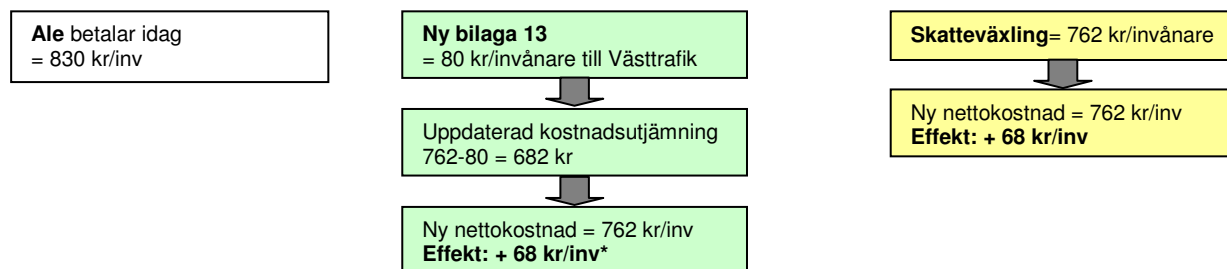 Ale betalar idag
= 830 kr/inv
Ny bilaga 13
= 80 kr/invånare till Västtrafik
Uppdaterad kostnadsutjämning
762-80 = 682 kr
Ny nettokostnad = 762 kr/inv
Effekt: + 68 kr/inv*
Skatteväxling= 762 kr/invånare
Ny nettokostnad = 762 kr/inv
Effekt: + 68 kr/inv